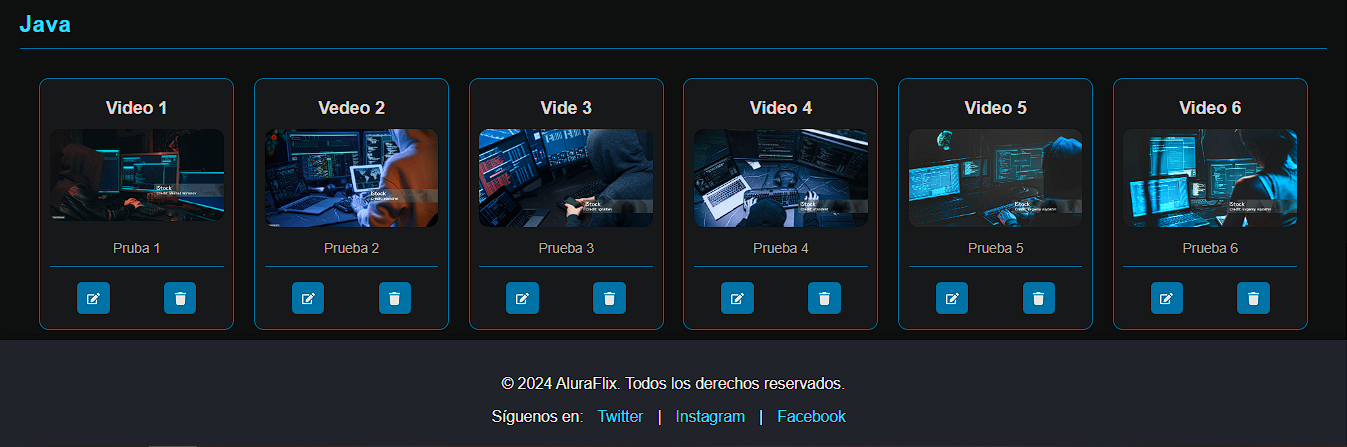 Java
Video 1
Vedeo 2
Vide 3
Video 4
Video 5
Video 6
iStock
iStock
iStock
iStock
iStock
iStock
Pruba 1
Prueba 2
Prueba 3
Prueba 4
Prueba 5
Prueba 6
© 2024 AluraFlix. Todos los derechos reservados.
Síguenos en: Twitter | Instagram | Facebook